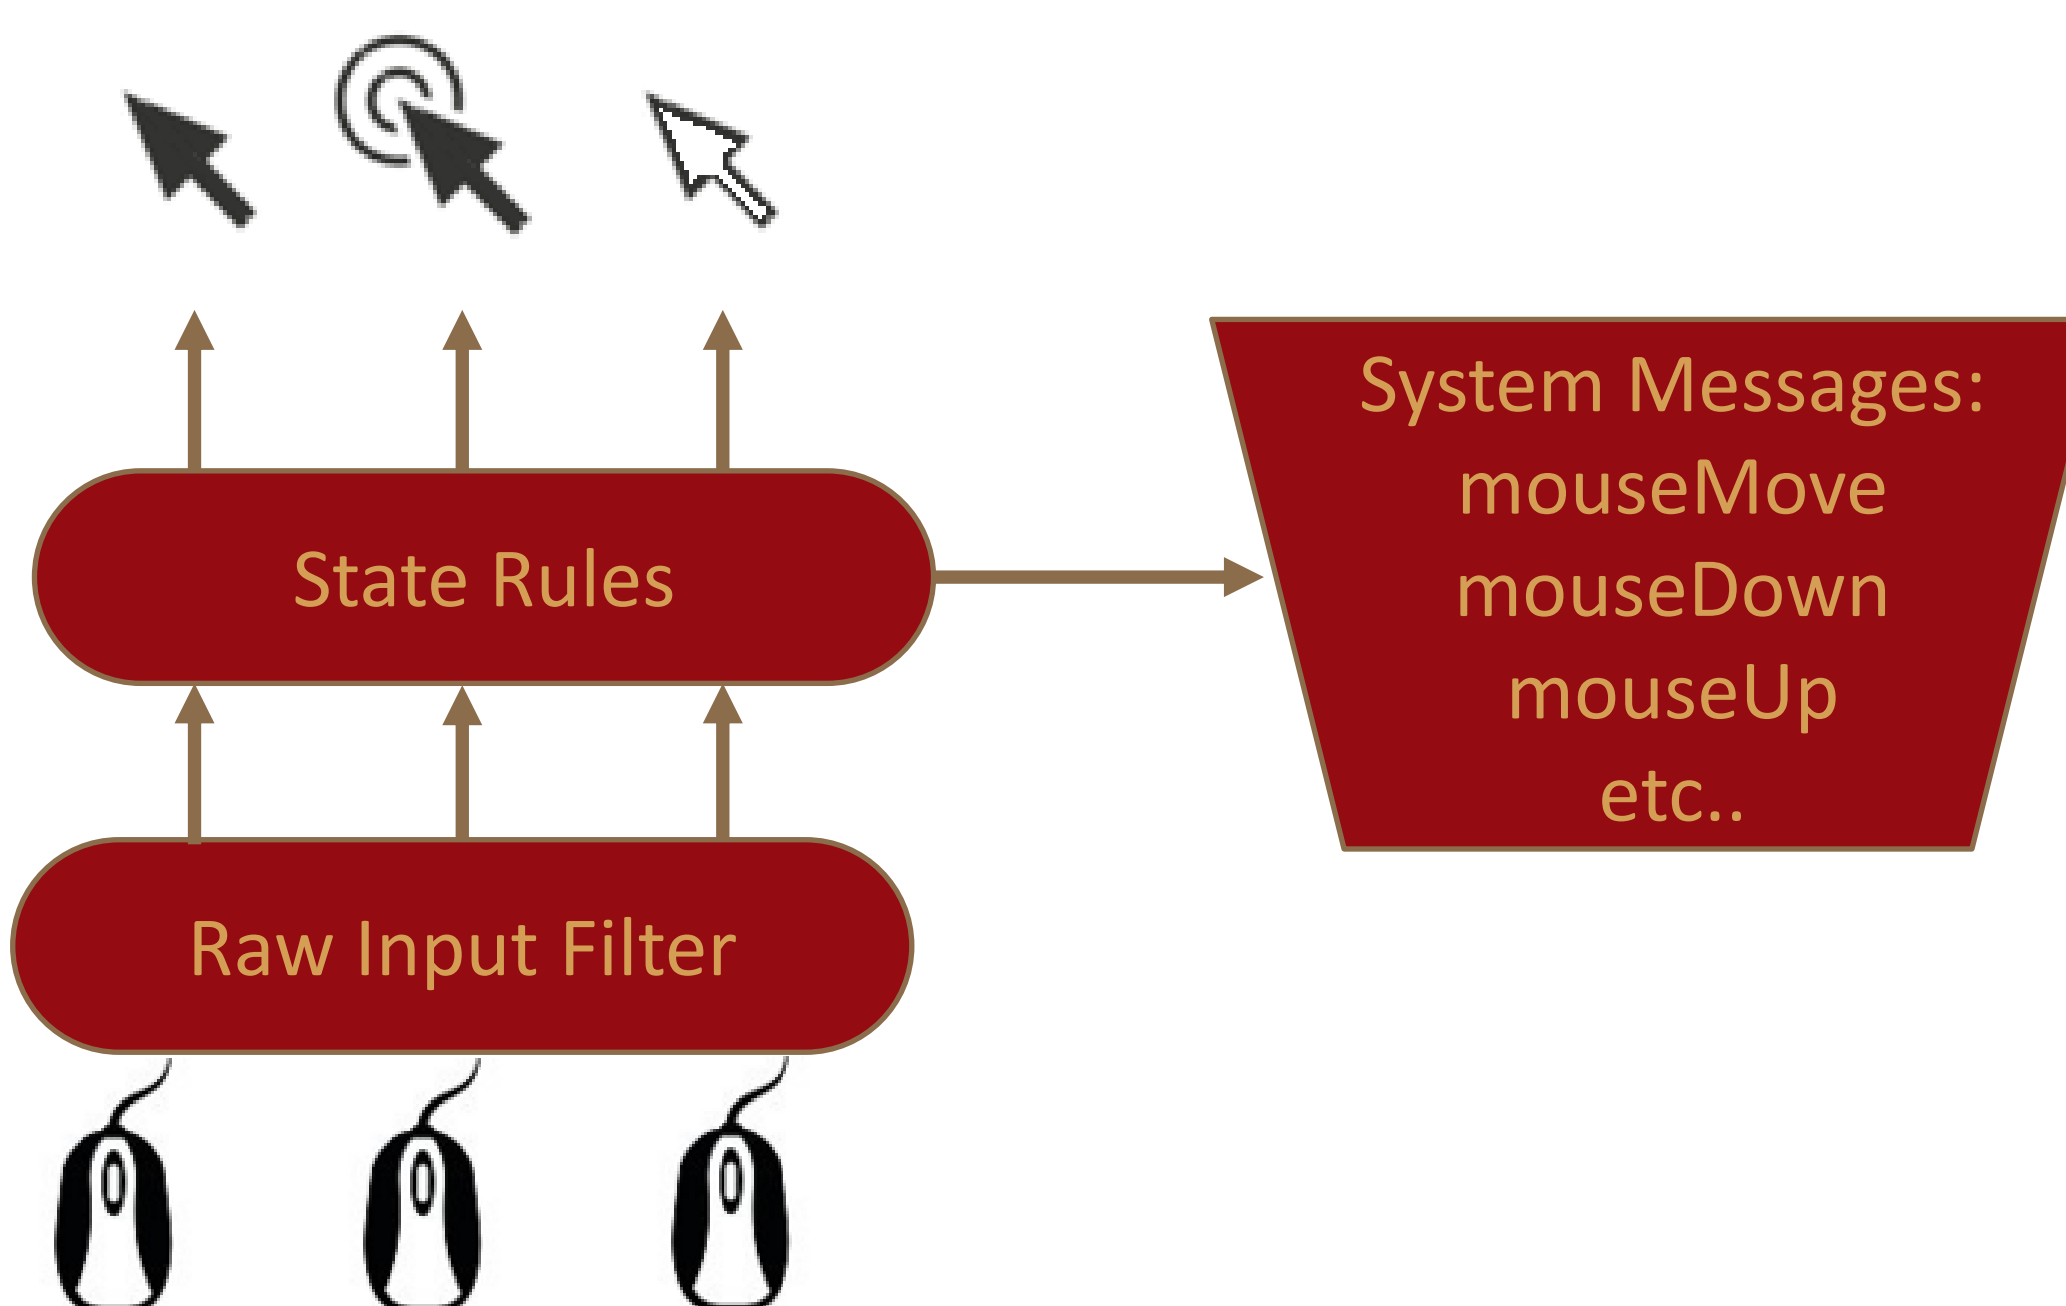 State Rules
Raw Input Filter
System Messages:
mouseMove
mouseDown
mouseUp
etc..